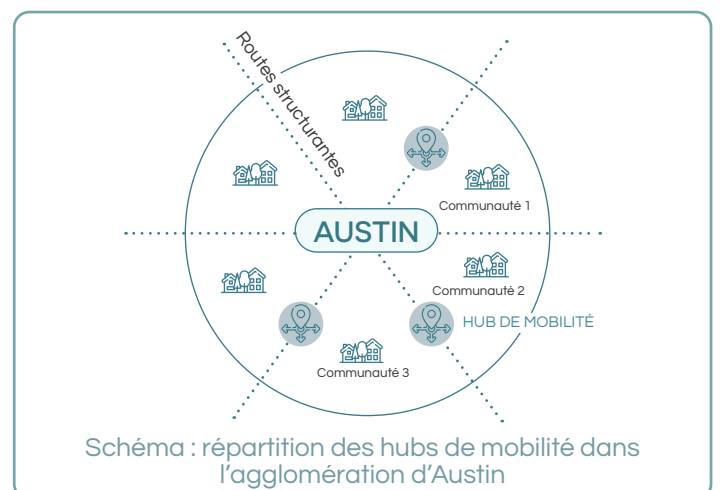 Routes structurantes
Communauté 1
AUSTIN
Communauté 2
HUB DE MOBILITÉ
Communauté 3
Schéma : répartition des hubs de mobilité dans
l’agglomération d’Austin